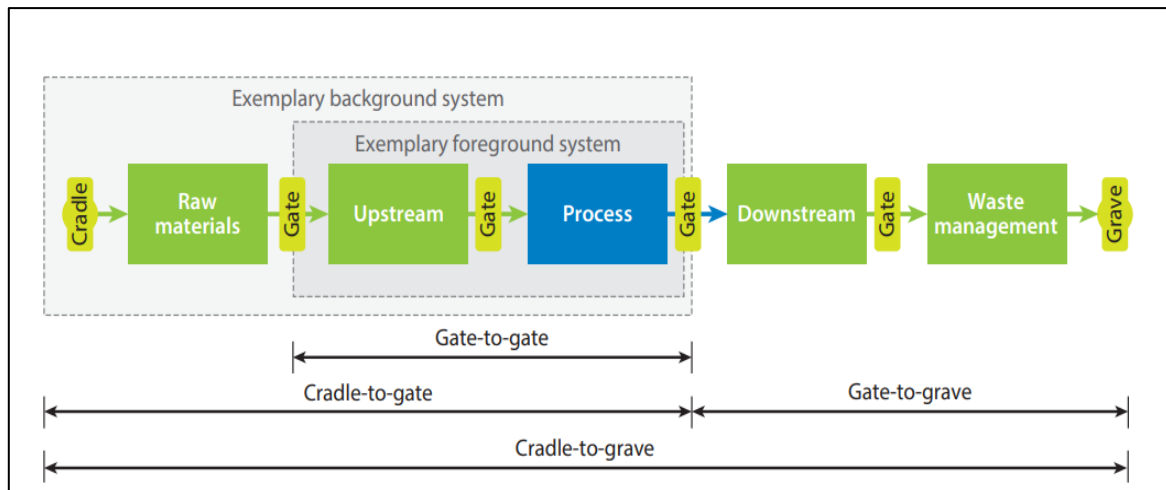 Exemplary background system
Exemplary foreground system
Cradle
Raw
materials
Gate
Upstream
Gate
Process
Gate
Downstream
Gate
Waste
management
Grave
Gate-to-gate
Cradle-to-gate
Gate-to-grave
Cradle-to-grave